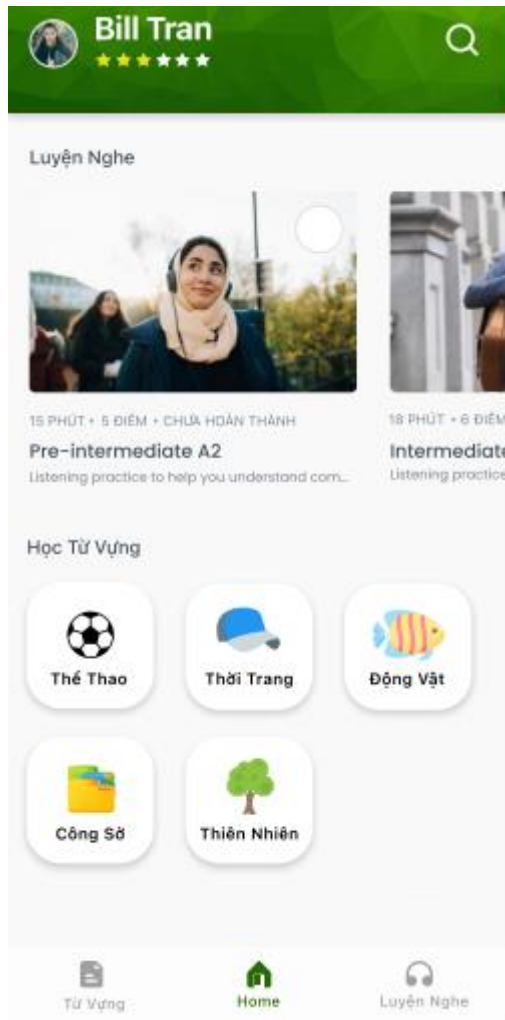 Bill Tran
Luyện Nghe
15 PHÚT • 5 ĐIỂM • CHƯA HOÀN THÀNH
Pre-intermediate A2
Listening practice to help you understand com...
18 PHÚT • 6 ĐIỂM
Intermediate
Listening practice
Học Từ Vựng
Thể Thao
Thời Trang
Động Vật
Công Sở
Thiên Nhiên
Từ Vựng
Home
Luyện Nghe